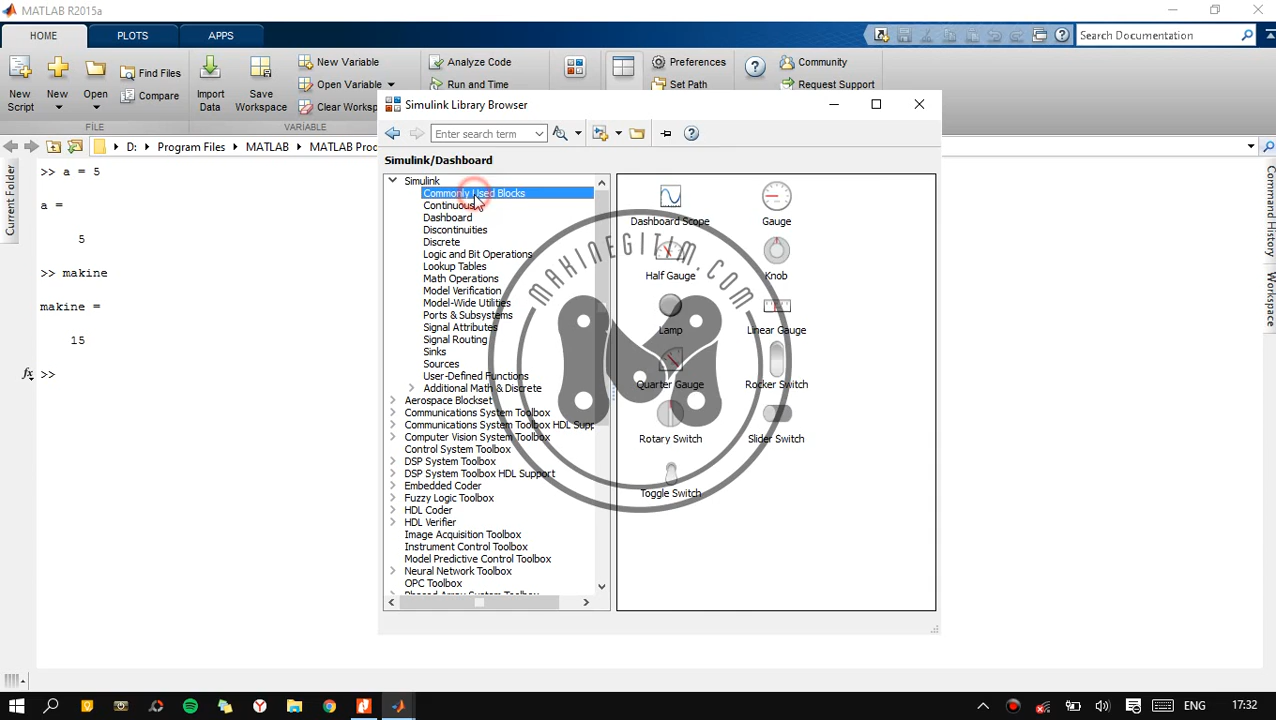 MATLAB R2015a
HOME
PLOTS
APPS
Search Documentation
New Script
New
Open
Find Files
Compare
Import Data
Save Workspace
New Variable
Open Variable
Clear Worksp
Analyze Code
Run and Time
Preferences
Set Path
Community
Request Support
FILE
VARIABLE
D:
Program Files
MATLAB
MATLAB Proc
Current Folder
Command History
Workspace
>> a = 5
a =
5
>> makine
makine =
15
fx >>
Simulink Library Browser
Enter search term
Simulink/Dashboard
Simulink
Commonly Used Blocks
Continuous
Dashboard
Discontinuities
Discrete
Logic and Bit Operations
Lookup Tables
Math Operations
Model Verification
Model-Wide Utilities
Ports & Subsystems
Signal Attributes
Signal Routing
Sinks
Sources
User-Defined Functions
Additional Math & Discrete
Aerospace Blockset
Communications System Toolbox
Communications System Toolbox HDL Supp
Computer Vision System Toolbox
Control System Toolbox
DSP System Toolbox
DSP System Toolbox HDL Support
Embedded Coder
Fuzzy Logic Toolbox
HDL Coder
HDL Verifier
Image Acquisition Toolbox
Instrument Control Toolbox
Model Predictive Control Toolbox
Neural Network Toolbox
OPC Toolbox
Phased Array System Toolbox
Dashboard Scope
Gauge
Half Gauge
Knob
Lamp
Linear Gauge
Quarter Gauge
Rocker Switch
Rotary Switch
Slider Switch
Toggle Switch
MAKINEGITIM.COM
ENG
17:32